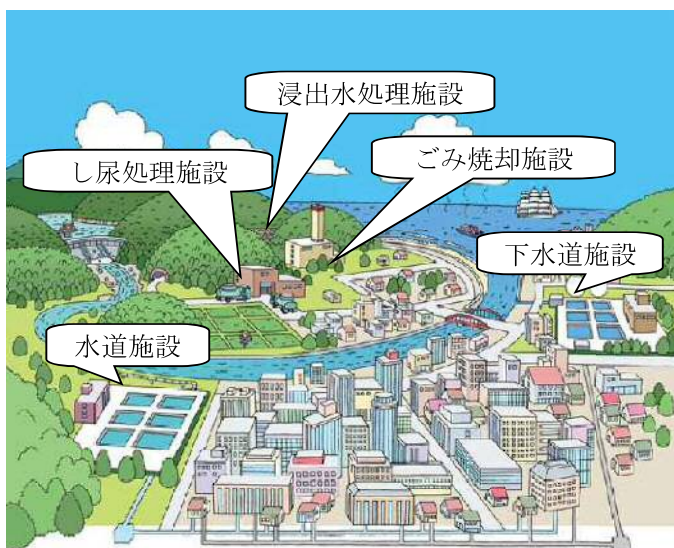 浸出水処理施設
ごみ焼却施設
し尿処理施設
下水道施設
水道施設